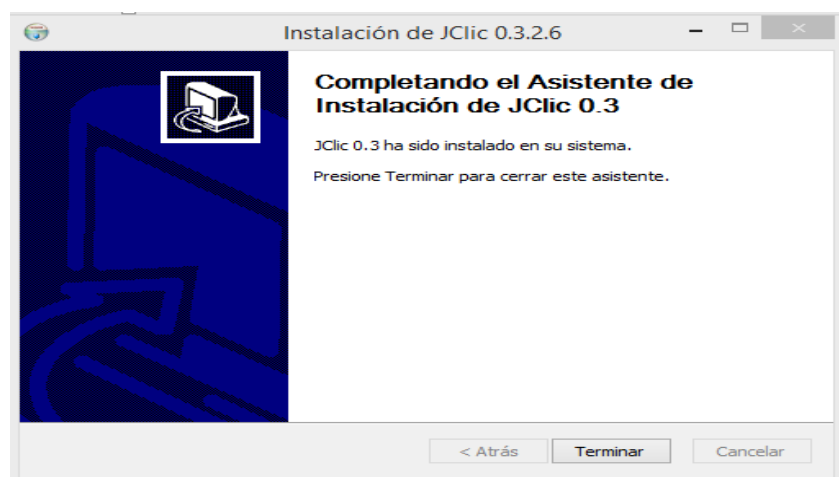 Instalación de JClic 0.3.2.6
Completando el Asistente de
Instalación de JClic 0.3
JClic 0.3 ha sido instalado en su sistema.
Presione Terminar para cerrar este asistente.
< Atrás
Terminar
Cancelar